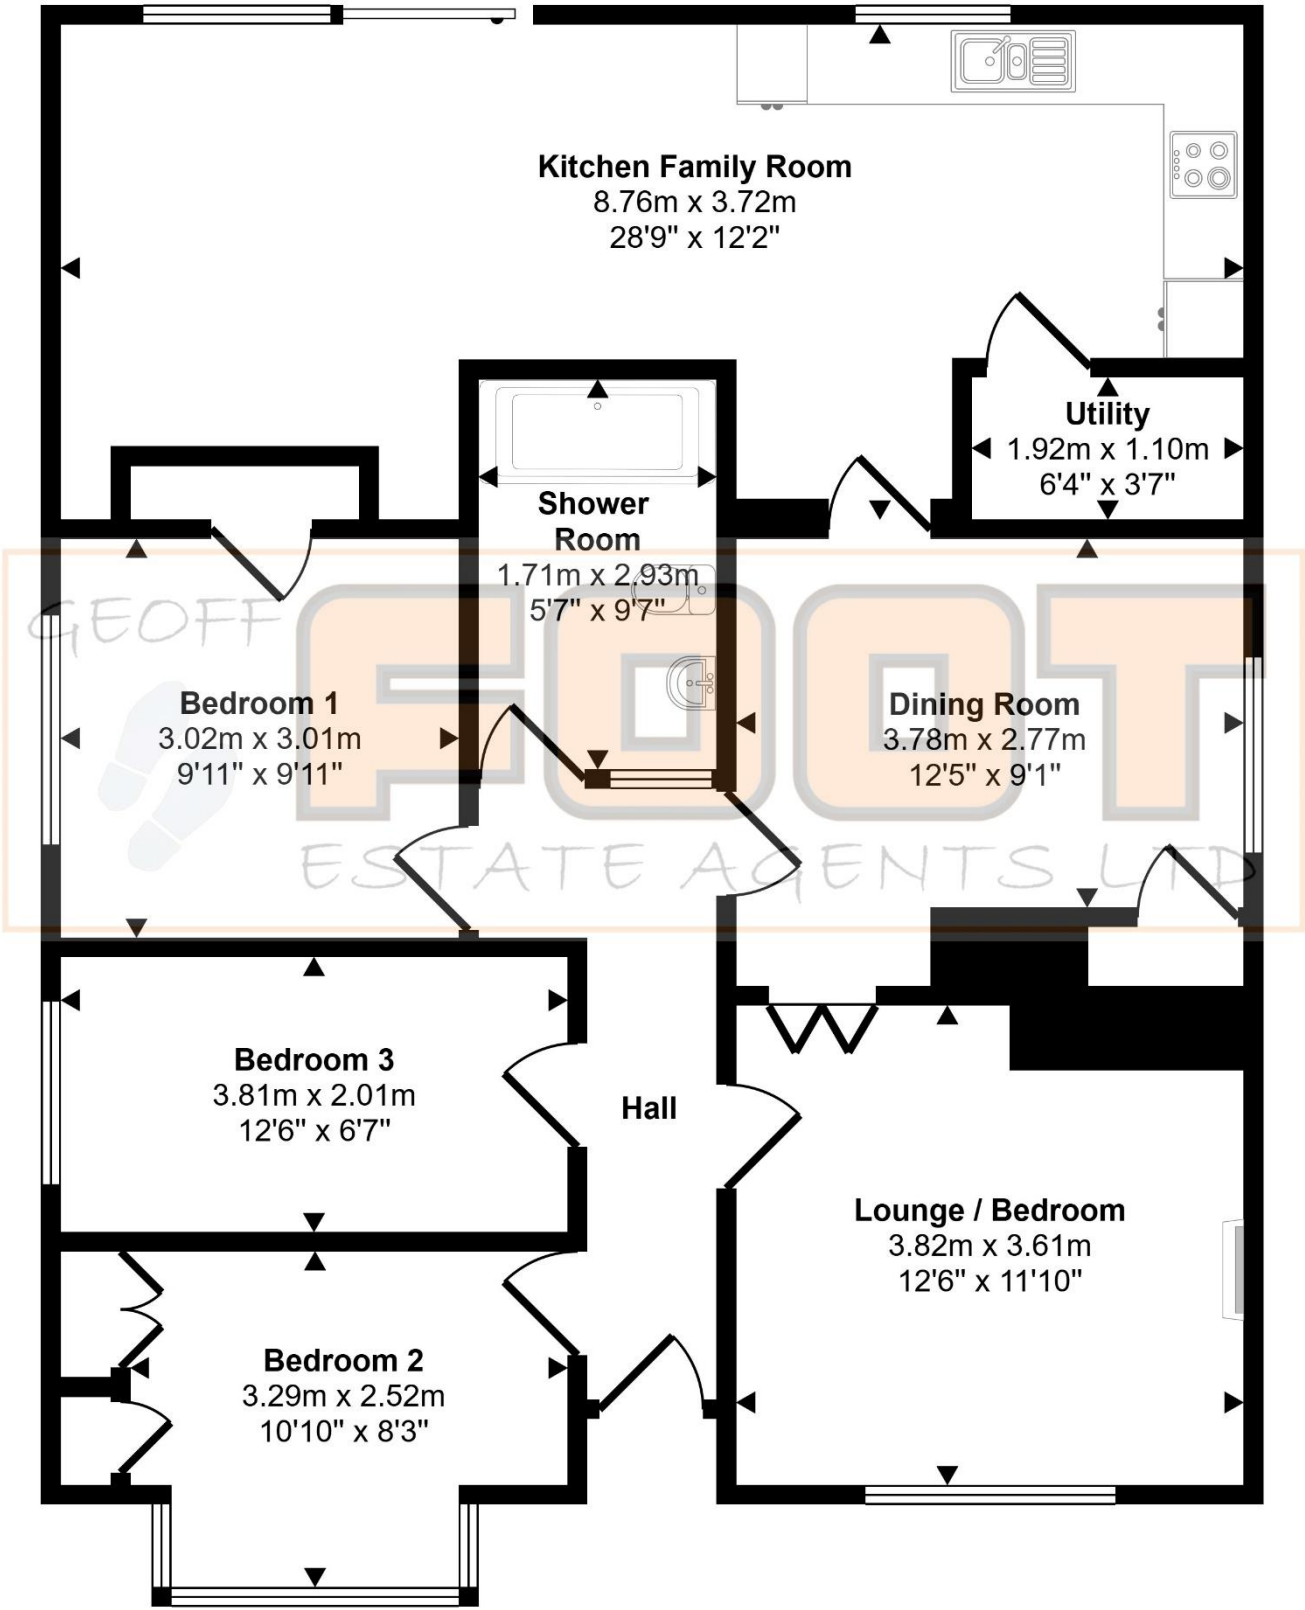 Kitchen Family Room
8.76m x 3.72m
28'9" x 12'2"
Utility
1.92m x 1.10m
6'4" x 3'7"
Shower
Room
1.71m x 2.93m
5'7" x 9'7"
GEOFF
FOOT
ESTATE AGENTS LTD
Bedroom 1
3.02m x 3.01m
9'11" x 9'11"
Dining Room
3.78m x 2.77m
12'5" x 9'1"
Bedroom 3
3.81m x 2.01m
12'6" x 6'7"
Hall
Lounge / Bedroom
3.82m x 3.61m
12'6" x 11'10"
Bedroom 2
3.29m x 2.52m
10'10" x 8'3"